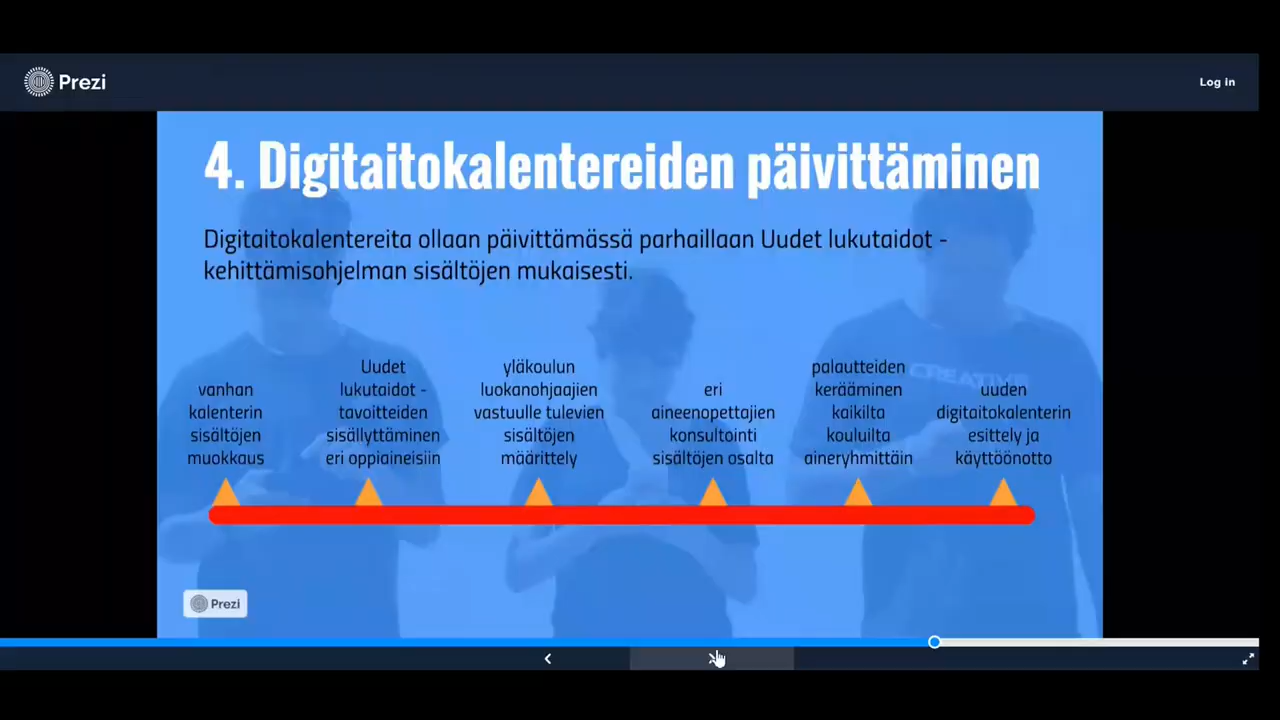 Prezi
Log in
4. Digitaitokalentereiden päivittäminen
Digitaitokalentereita ollaan päivittämässä parhaillaan Uudet lukutaidot -
kehittämisohjelman sisältöjen mukaisesti.
vanhan
kalenterin
sisältöjen
muokkaus
Uudet
lukutaidot -
tavoitteiden
sisällyttäminen
eri oppiaineisiin
yläkoulun
luokanohjaajien
vastuulle tulevien
sisältöjen
määrittely
eri
aineenopettajien
konsultointi
sisältöjen osalta
palautteiden
kerääminen
kaikilta
kouluilta
aineryhmittäin
uuden
digitaitokalenterin
esittely ja
käyttöönotto
CREATIVE
Prezi